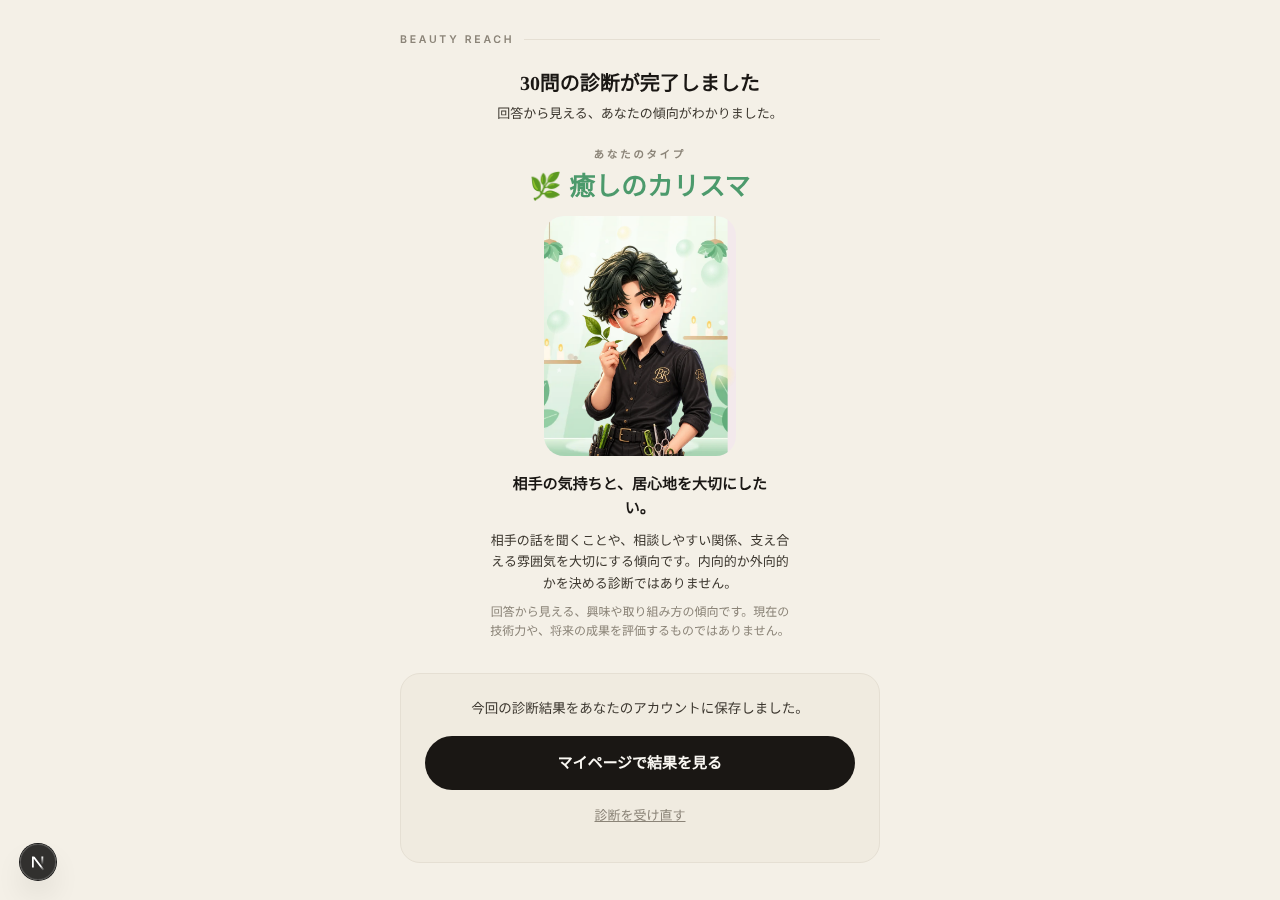 BEAUTY REACH
30問の診断が完了しました
回答から見える、あなたの傾向がわかりました。
あなたのタイプ
🌿 癒しのカリスマ
BR
相手の気持ちと、居心地を大切にした
い。
相手の話を聞くことや、相談しやすい関係、支え合
える雰囲気を大切にする傾向です。内向的か外向的
かを決める診断ではありません。
回答から見える、興味や取り組み方の傾向です。現在の
技術力や、将来の成果を評価するものではありません。
今回の診断結果をあなたのアカウントに保存しました。
マイページで結果を見る
診断を受け直す
N